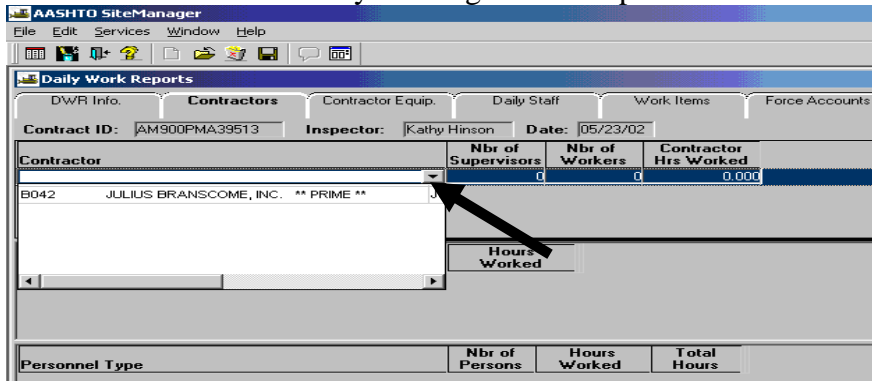 AASHTO SiteManager
File Edit Services Window Help
Daily Work Reports
DWR Info. Contractors Contractor Equip. Daily Staff Work Items Force Accounts
Contract ID: AM900PMA39513 Inspector: Kathy Hinson Date: 05/23/02
Contractor Nbr of Supervisors Nbr of Workers Contractor Hrs Worked
0 0 0.000
B042 JULIUS BRANSCOME, INC. ** PRIME ** J
Hours Worked
Personnel Type Nbr of Persons Hours Worked Total Hours